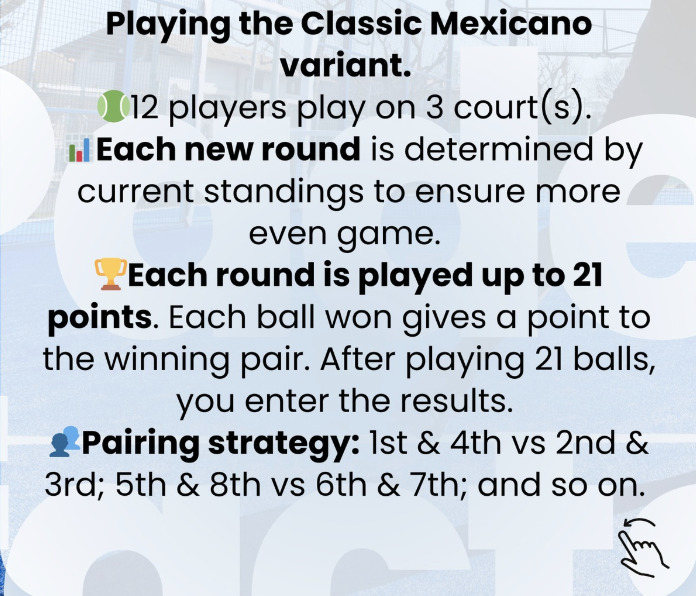 Playing the Classic Mexicano
variant.
🎾12 players play on 3 court(s).
📊Each new round is determined by
current standings to ensure more
even game.
🏆Each round is played up to 21
points. Each ball won gives a point to
the winning pair. After playing 21 balls,
you enter the results.
👥Pairing strategy: 1st & 4th vs 2nd &
3rd; 5th & 8th vs 6th & 7th; and so on.